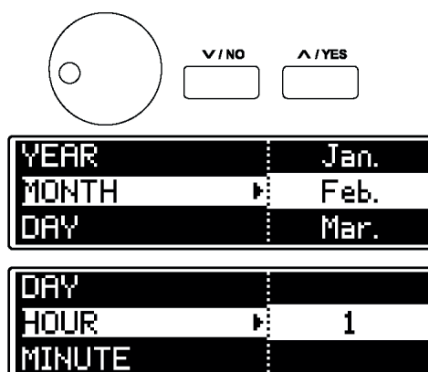 ∨ / NO ∧ / YES
YEAR Jan.
MONTH Feb.
DAY Mar.
DAY
HOUR 1
MINUTE